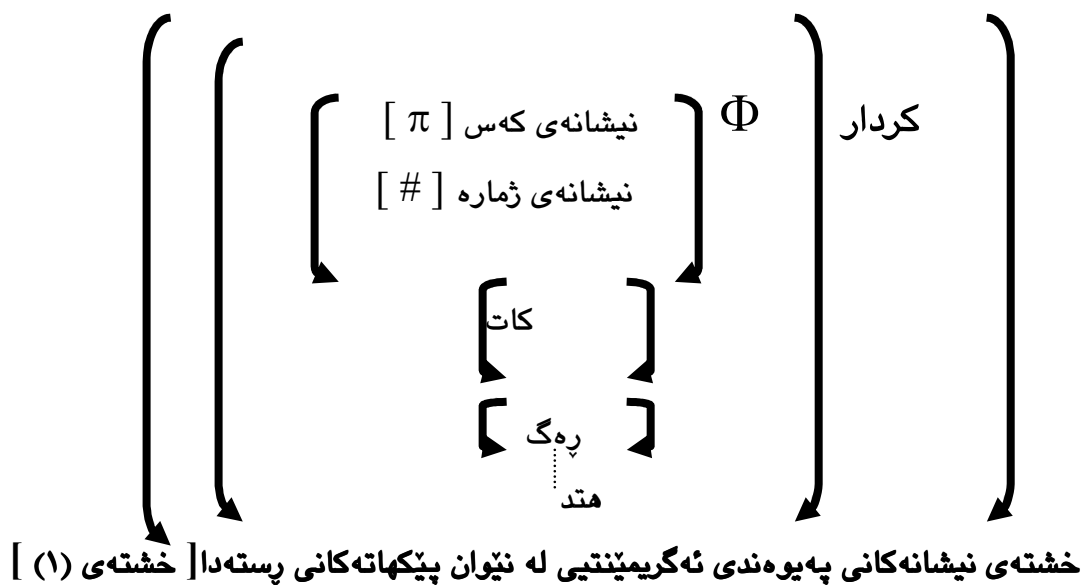 کردار Φ نیشانەی کەس [ π ]
نیشانەی ژمارە [ # ]
کات
ڕەگ
هتد
خشتەی نیشانەکانی پەیوەندی ئەگریمێنتیی لە نێوان پێکهاتەکانی ڕستەدا[ خشتەی (١) ]